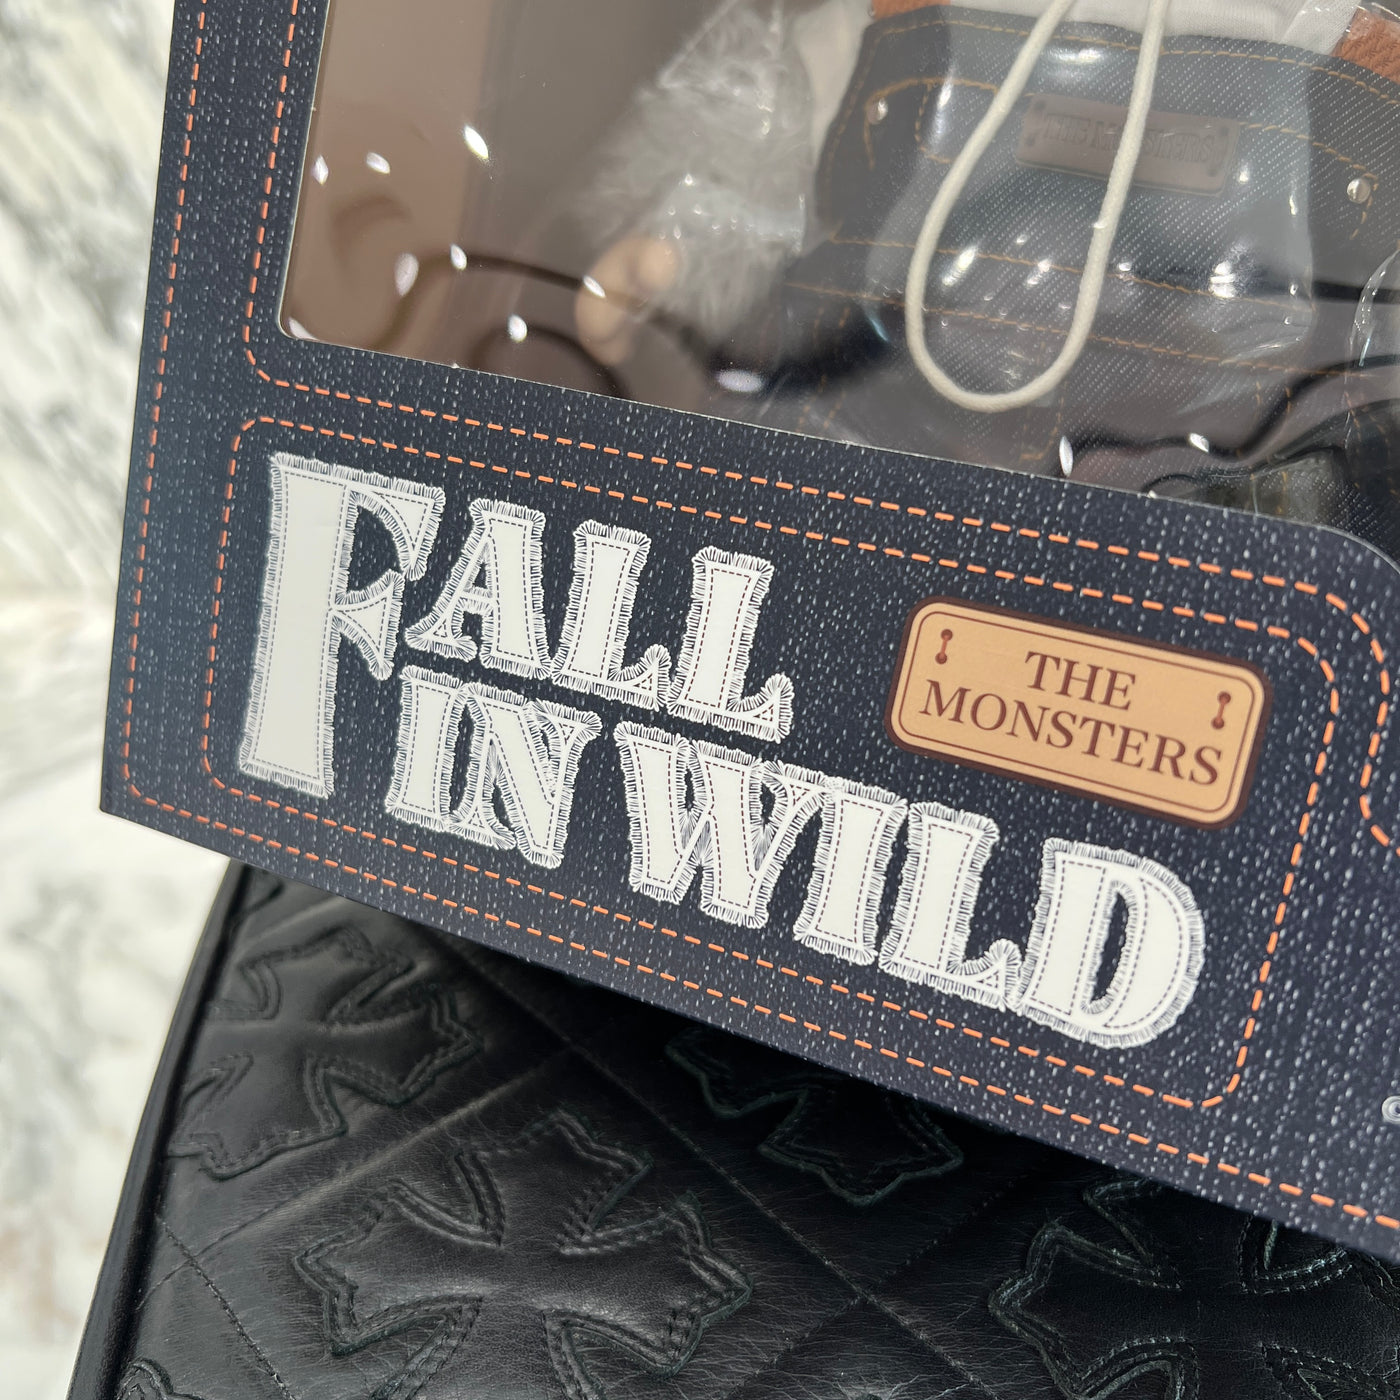 FALL
IN WILD
THE
MONSTERS